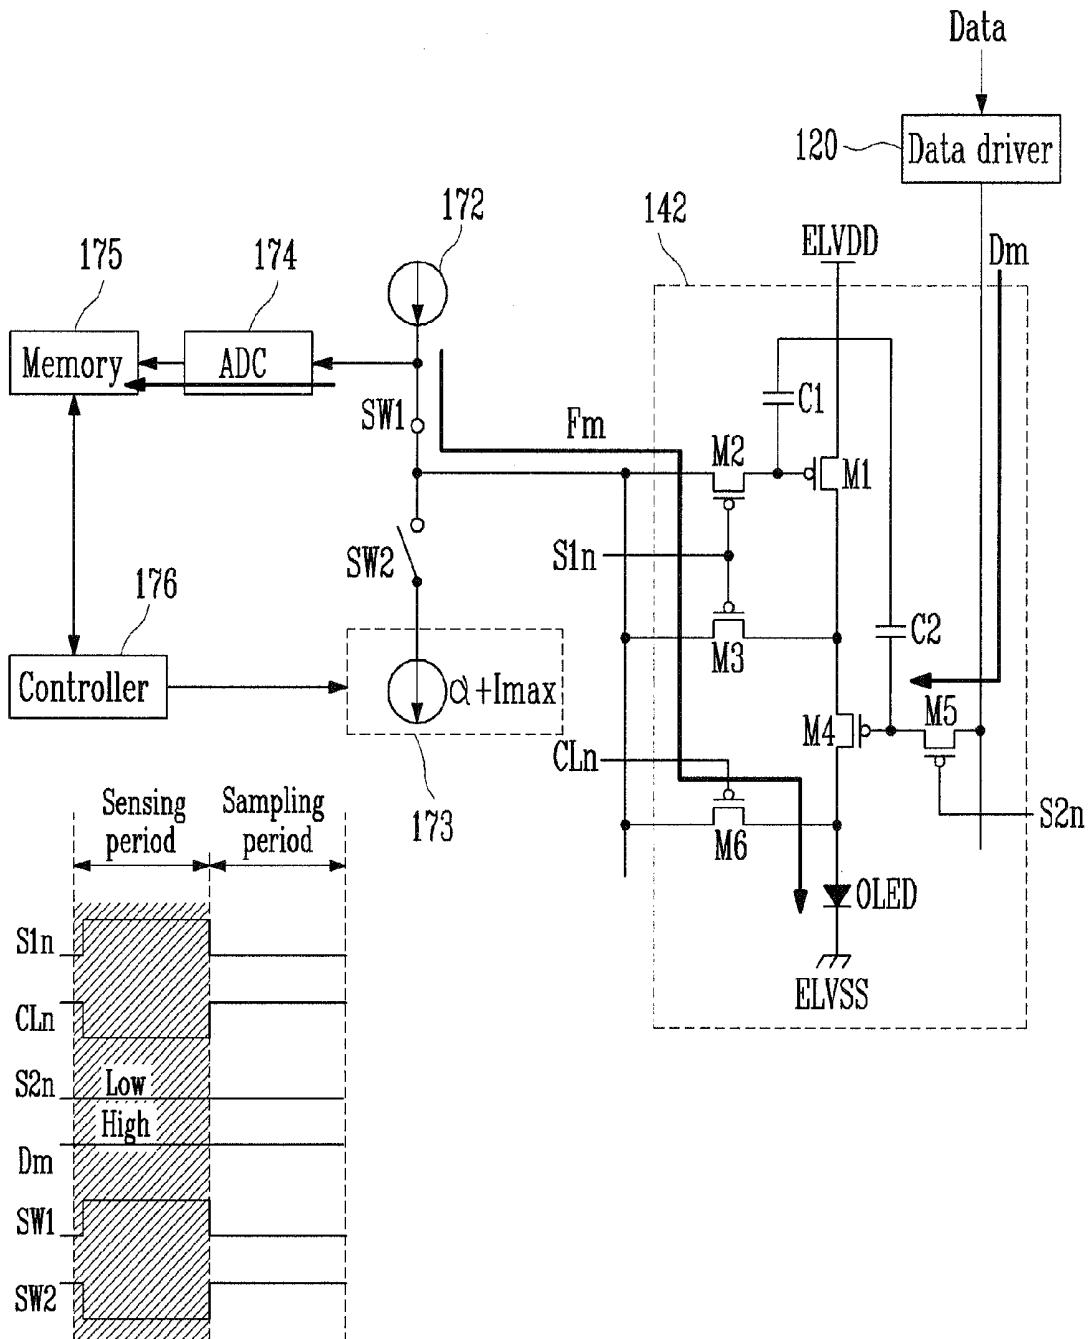 Data
120
Data driver
172
142
175
174
ELVDD
Dm
Memory
ADC
SW1
C1
Fm
M2
M1
S1n
SW2
176
C2
M3
Controller
α+Imax
M4
M5
CLn
173
S2n
M6
Sensing period
Sampling period
OLED
ELVSS
S1n
CLn
S2n
Low
High
Dm
SW1
SW2